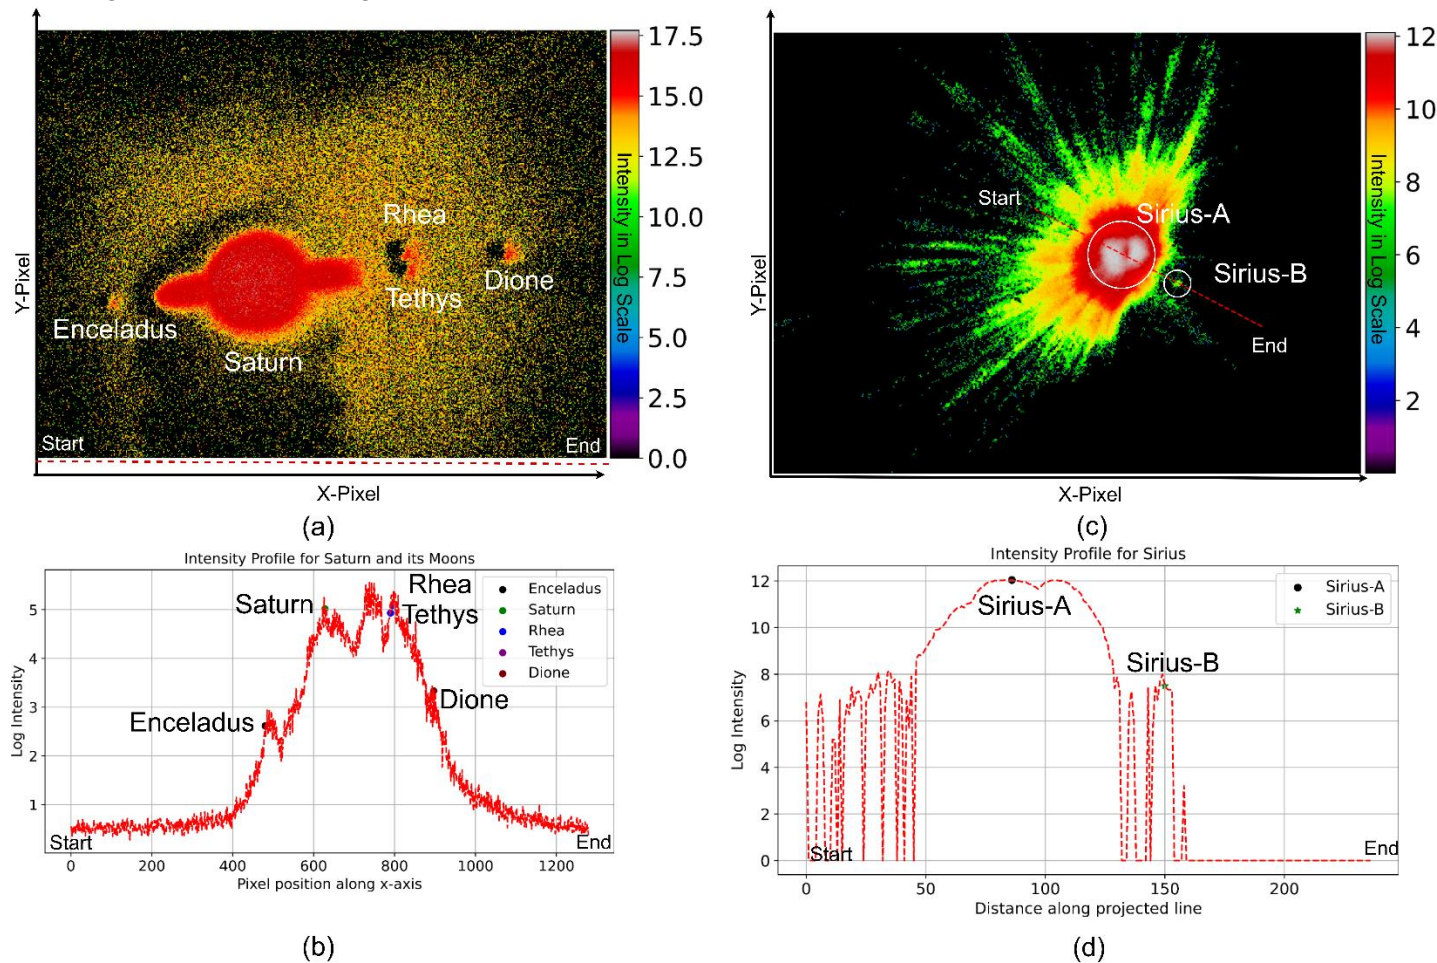 17.5
15.0
12.5
10.0
7.5
5.0
2.5
0.0
Intensity in Log Scale
Y-Pixel
Rhea
Tethys
Dione
Enceladus
Saturn
Start
End
X-Pixel
(a)
12
10
8
6
4
2
Intensity in Log Scale
Y-Pixel
Start
Sirius-A
Sirius-B
End
X-Pixel
(c)
Intensity Profile for Saturn and its Moons
5
4
3
2
1
Log Intensity
Saturn
Rhea
Tethys
Enceladus
Dione
Enceladus
Saturn
Rhea
Tethys
Dione
Start
End
0
200
400
600
800
1000
1200
Pixel position along x-axis
(b)
Intensity Profile for Sirius
12
10
8
6
4
2
0
Log Intensity
Sirius-A
Sirius-B
Sirius-A
Sirius-B
Start
End
0
50
100
150
200
Distance along projected line
(d)